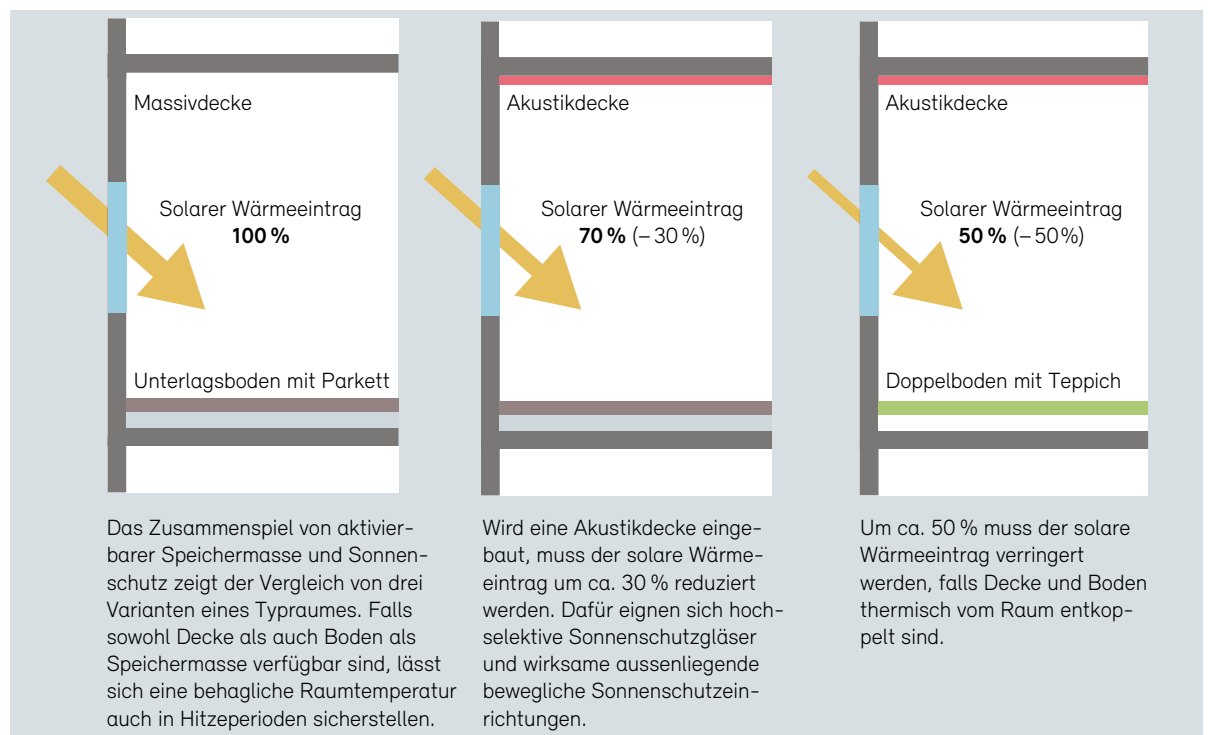 Massivdecke
Solarer Wärmeeintrag
100 %
Unterlagsboden mit Parkett
Das Zusammenspiel von aktivier-
barer Speichermasse und Sonnen-
schutz zeigt der Vergleich von drei
Varianten eines Typraumes. Falls
sowohl Decke als auch Boden als
Speichermasse verfügbar sind, lässt
sich eine behagliche Raumtemperatur
auch in Hitzeperioden sicherstellen.
Akustikdecke
Solarer Wärmeeintrag
70 % (– 30 %)
Wird eine Akustikdecke einge-
baut, muss der solare Wärme-
eintrag um ca. 30 % reduziert
werden. Dafür eignen sich hoch-
selektive Sonnenschutzgläser
und wirksame aussenliegende
bewegliche Sonnenschutzein-
richtungen.
Akustikdecke
Solarer Wärmeeintrag
50 % (– 50 %)
Doppelboden mit Teppich
Um ca. 50 % muss der solare
Wärmeeintrag verringert
werden, falls Decke und Boden
thermisch vom Raum entkop-
pelt sind.